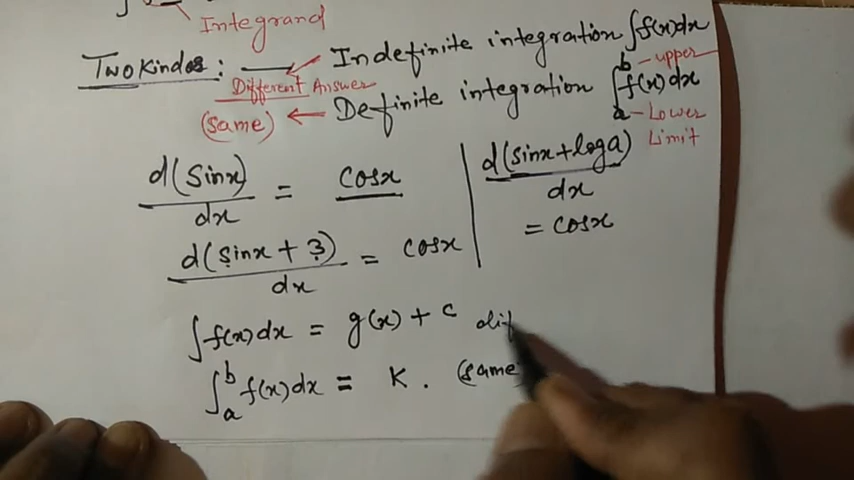 ∫ Integrand
Two Kinds: Indefinite integration ∫f(x)dx
Different Answer
b - upper
(same) ← Definite integration ∫f(x)dx
a - Lower Limit
d(sinx)/dx = cosx
d(sinx + 3)/dx = cosx
d(sinx + loga)/dx
= cosx
∫f(x)dx = g(x) + c dif
∫ₐᵇ f(x)dx = K. (same